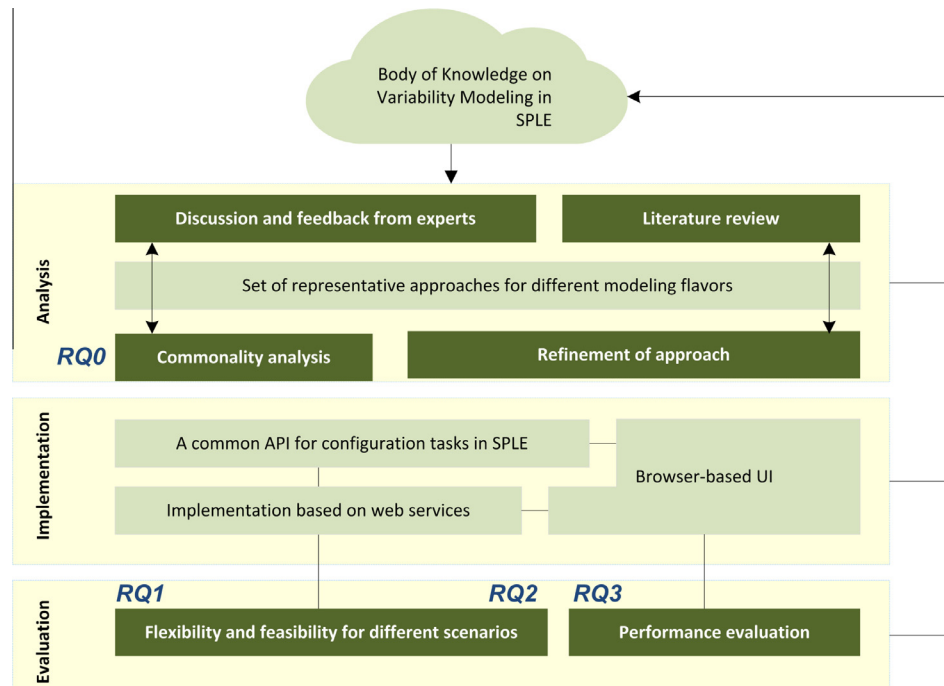 Body of Knowledge on
Variability Modeling in
SPLE
Analysis
Discussion and feedback from experts
Literature review
Set of representative approaches for different modeling flavors
RQ0
Commonality analysis
Refinement of approach
Implementation
A common API for configuration tasks in SPLE
Browser-based UI
Implementation based on web services
Evaluation
RQ1
RQ2
RQ3
Flexibility and feasibility for different scenarios
Performance evaluation